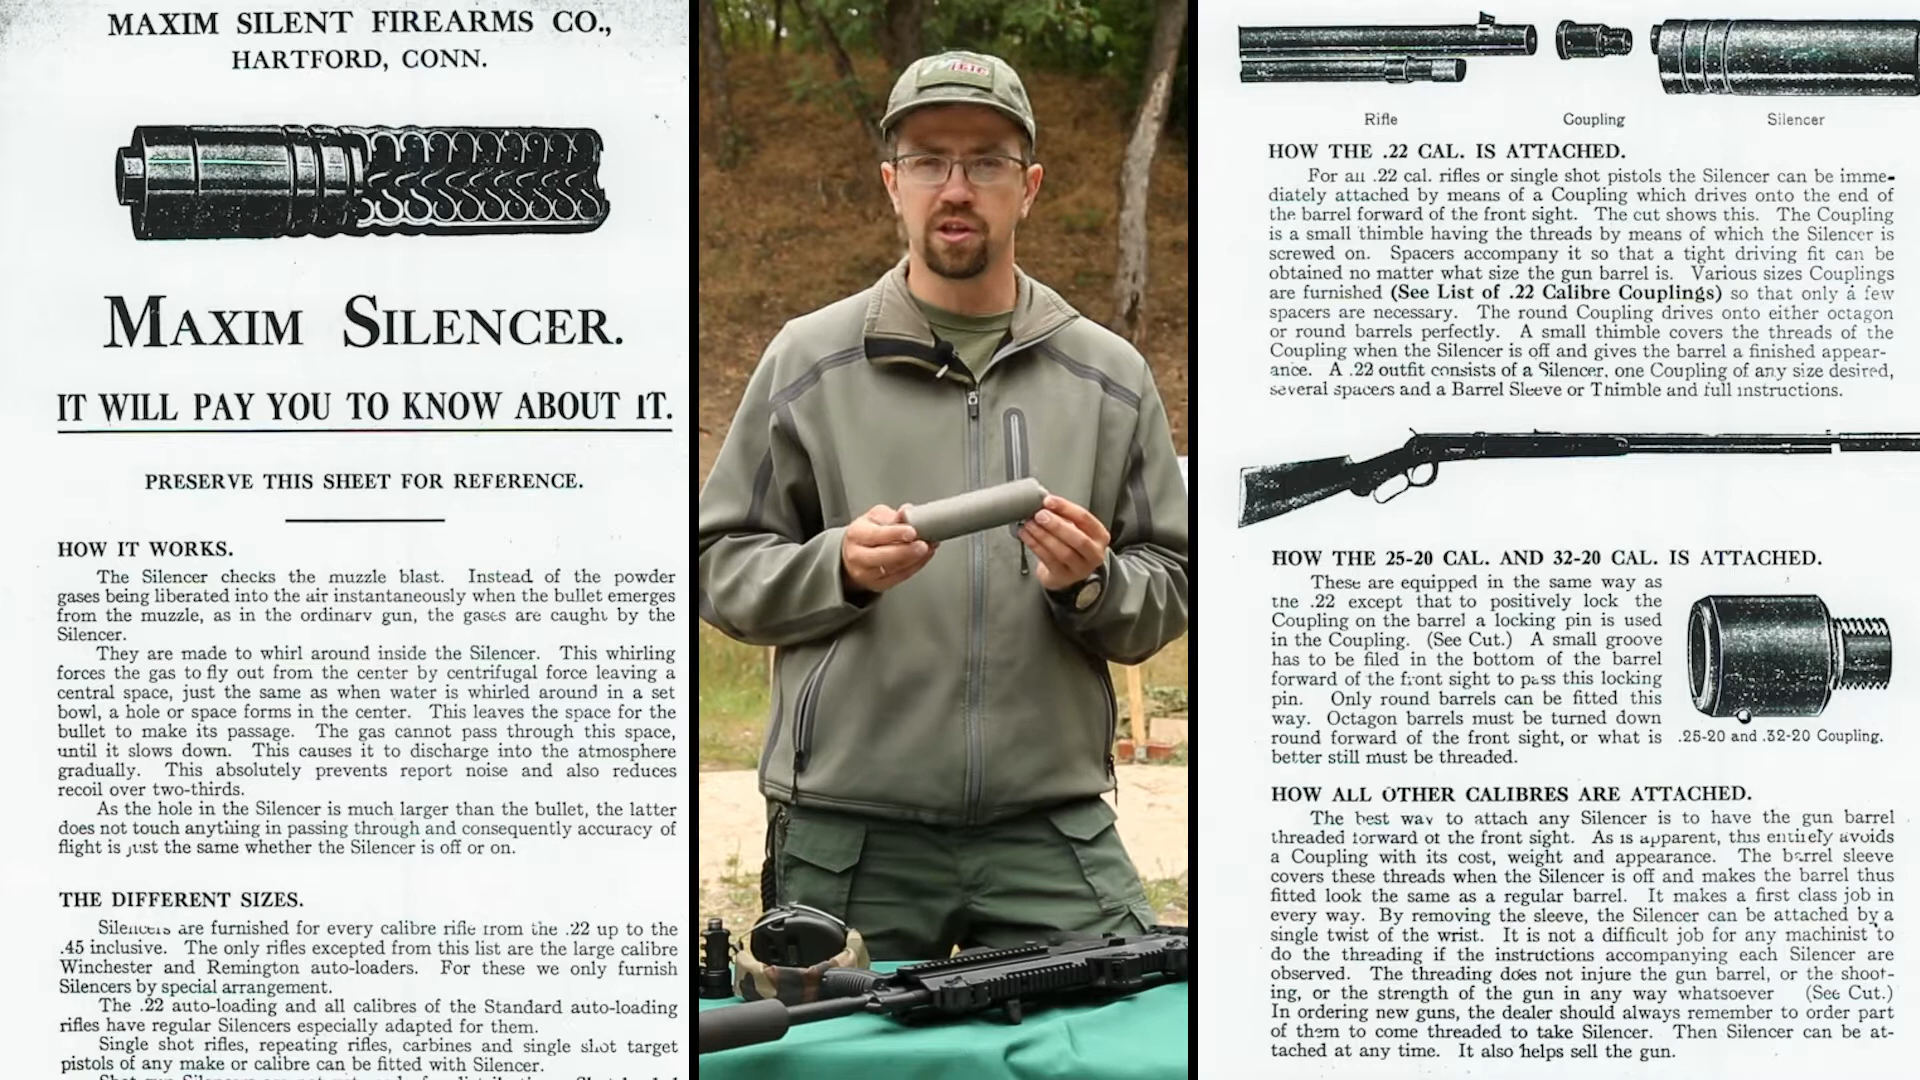 MAXIM SILENT FIREARMS CO.,
HARTFORD, CONN.
MAXIM SILENCER.
IT WILL PAY YOU TO KNOW ABOUT IT.
PRESERVE THIS SHEET FOR REFERENCE.
HOW IT WORKS.
The Silencer checks the muzzle blast. Instead of the powder
gases being liberated into the air instantaneously when the bullet emerges
from the muzzle, as in the ordinary gun, the gases are caught by the
Silencer.
They are made to whirl around inside the Silencer. This whirling
forces the gas to fly out from the center by centrifugal force leaving a
central space, just the same as when water is whirled around in a set
bowl, a hole or space forms in the center. This leaves the space for the
bullet to make its passage. The gas cannot pass through this space,
until it slows down. This causes it to discharge into the atmosphere
gradually. This absolutely prevents report noise and also reduces
recoil over two-thirds.
As the hole in the Silencer is much larger than the bullet, the latter
does not touch anything in passing through and consequently accuracy of
flight is just the same whether the Silencer is off or on.
THE DIFFERENT SIZES.
Silencers are furnished for every calibre rifle from the .22 up to the
.45 inclusive. The only rifles excepted from this list are the large calibre
Winchester and Remington auto-loaders. For these we only furnish
Silencers by special arrangement.
The .22 auto-loading and all calibres of the Standard auto-loading
rifles have regular Silencers especially adapted for them.
Single shot rifles, repeating rifles, carbines and single shot target
pistols of any make or calibre can be fitted with Silencer.
Rifle
Coupling
Silencer
HOW THE .22 CAL. IS ATTACHED.
For all .22 cal. rifles or single shot pistols the Silencer can be imme-
diately attached by means of a Coupling which drives onto the end of
the barrel forward of the front sight. The cut shows this. The Coupling
is a small thimble having the threads by means of which the Silencer is
screwed on. Spacers accompany it so that a tight driving fit can be
obtained no matter what size the gun barrel is. Various sizes Couplings
are furnished (See List of .22 Calibre Couplings) so that only a few
spacers are necessary. The round Coupling drives onto either octagon
or round barrels perfectly. A small thimble covers the threads of the
Coupling when the Silencer is off and gives the barrel a finished appear-
ance. A .22 outfit consists of a Silencer, one Coupling of any size desired,
several spacers and a Barrel Sleeve or Thimble and full instructions.
HOW THE 25-20 CAL. AND 32-20 CAL. IS ATTACHED.
These are equipped in the same way as
the .22 except that to positively lock the
Coupling on the barrel a locking pin is used
in the Coupling. (See Cut.) A small groove
has to be filed in the bottom of the barrel
forward of the front sight to pass this locking
pin. Only round barrels can be fitted this
way. Octagon barrels must be turned down
round forward of the front sight, or what is
better still must be threaded.
.25-20 and .32-20 Coupling.
HOW ALL OTHER CALIBRES ARE ATTACHED.
The best way to attach any Silencer is to have the gun barrel
threaded forward of the front sight. As is apparent, this entirely avoids
a Coupling with its cost, weight and appearance. The barrel sleeve
covers these threads when the Silencer is off and makes the barrel thus
fitted look the same as a regular barrel. It makes a first class job in
every way. By removing the sleeve, the Silencer can be attached by a
single twist of the wrist. It is not a difficult job for any machinist to
do the threading if the instructions accompanying each Silencer are
observed. The threading does not injure the gun barrel, or the shoot-
ing, or the strength of the gun in any way whatsoever (See Cut.)
In ordering new guns, the dealer should always remember to order part
of them to come threaded to take Silencer. Then Silencer can be at-
tached at any time. It also helps sell the gun.